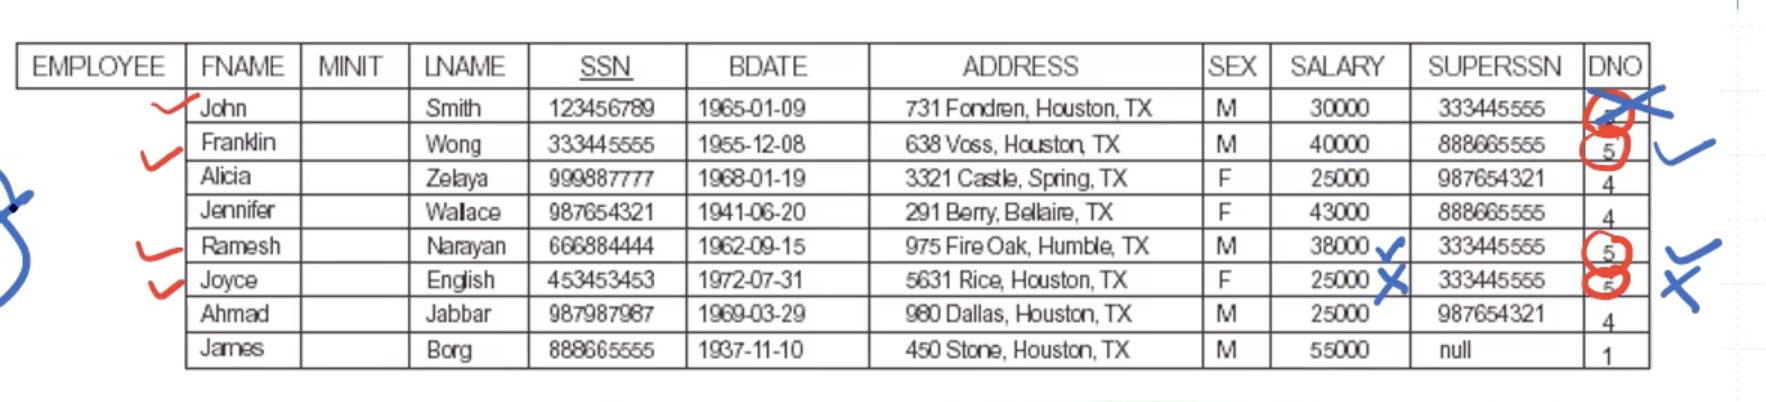 EMPLOYEE FNAME MINIT LNAME SSN BDATE ADDRESS SEX SALARY SUPERSSN DNO
John Smith 123456789 1965-01-09 731 Fondren, Houston, TX M 30000 333445555
Franklin Wong 333445555 1955-12-08 638 Voss, Houston, TX M 40000 888665555 5
Alicia Zelaya 999887777 1968-01-19 3321 Castle, Spring, TX F 25000 987654321 4
Jennifer Wallace 987654321 1941-06-20 291 Berry, Bellaire, TX F 43000 888665555 4
Ramesh Narayan 666884444 1962-09-15 975 Fire Oak, Humble, TX M 38000 333445555 5
Joyce English 453453453 1972-07-31 5631 Rice, Houston, TX F 25000 333445555 5
Ahmad Jabbar 987987987 1969-03-29 980 Dallas, Houston, TX M 25000 987654321 4
James Borg 888665555 1937-11-10 450 Stone, Houston, TX M 55000 null 1